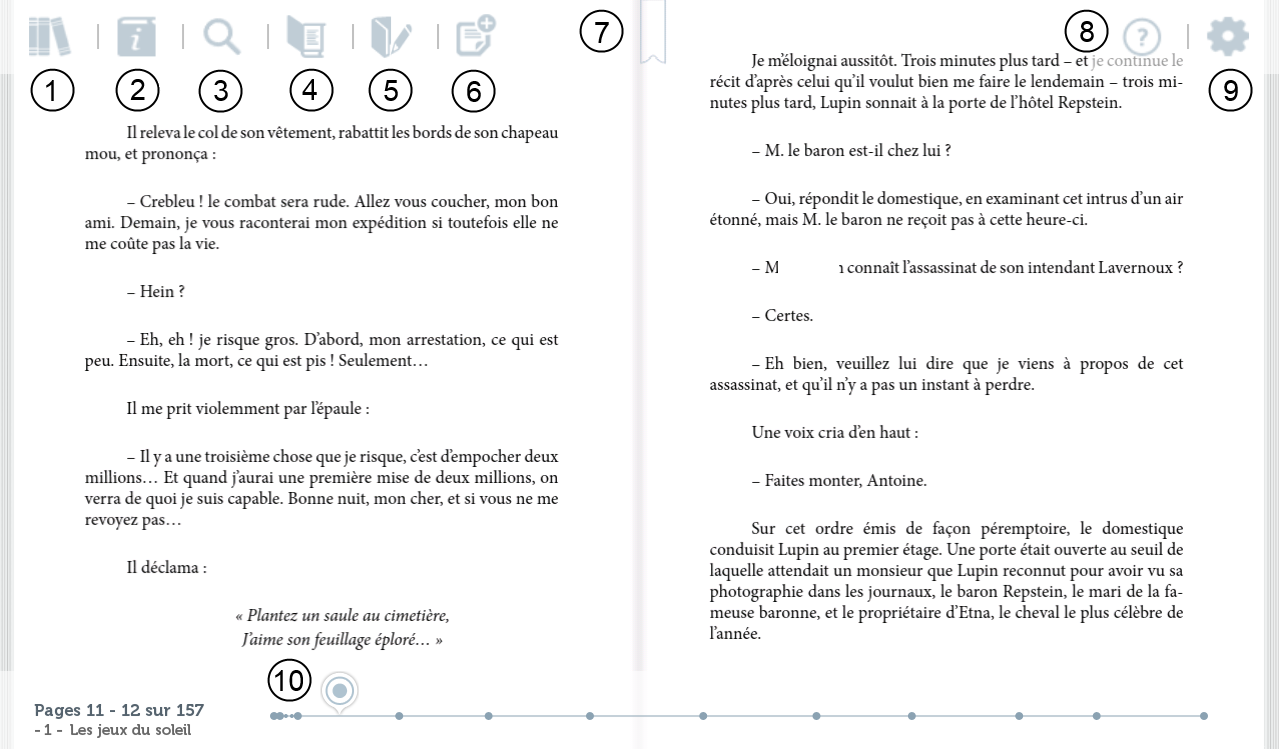 7
8
?
1
i
2
3
4
5
6
9
Il releva le col de son vêtement, rabattit les bords de son chapeau
mou, et prononça :
– Crebleu ! le combat sera rude. Allez vous coucher, mon bon
ami. Demain, je vous raconterai mon expédition si toutefois elle ne
me coûte pas la vie.
– Hein ?
– Eh, eh ! je risque gros. D’abord, mon arrestation, ce qui est
peu. Ensuite, la mort, ce qui est pis ! Seulement…
Il me prit violemment par l’épaule :
– Il y a une troisième chose que je risque, c’est d’empocher deux
millions… Et quand j’aurai une première mise de deux millions, on
verra de quoi je suis capable. Bonne nuit, mon cher, et si vous ne me
revoyez pas…
Il déclama :
« Plantez un saule au cimetière,
J’aime son feuillage éploré… »
Je m’éloignai aussitôt. Trois minutes plus tard – et je continue le
récit d’après celui qu’il voulut bien me faire le lendemain – trois mi-
nutes plus tard, Lupin sonnait à la porte de l’hôtel Repstein.
– M. le baron est-il chez lui ?
– Oui, répondit le domestique, en examinant cet intrus d’un air
étonné, mais M. le baron ne reçoit pas à cette heure-ci.
– M connaît l’assassinat de son intendant Lavernoux ?
– Certes.
– Eh bien, veuillez lui dire que je viens à propos de cet
assassinat, et qu’il n’y a pas un instant à perdre.
Une voix cria d’en haut :
– Faites monter, Antoine.
Sur cet ordre émis de façon péremptoire, le domestique
conduisit Lupin au premier étage. Une porte était ouverte au seuil de
laquelle attendait un monsieur que Lupin reconnut pour avoir vu sa
photographie dans les journaux, le baron Repstein, le mari de la fa-
meuse baronne, et le propriétaire d’Etna, le cheval le plus célèbre de
l’année.
10
Pages 11 - 12 sur 157
- 1 - Les jeux du soleil